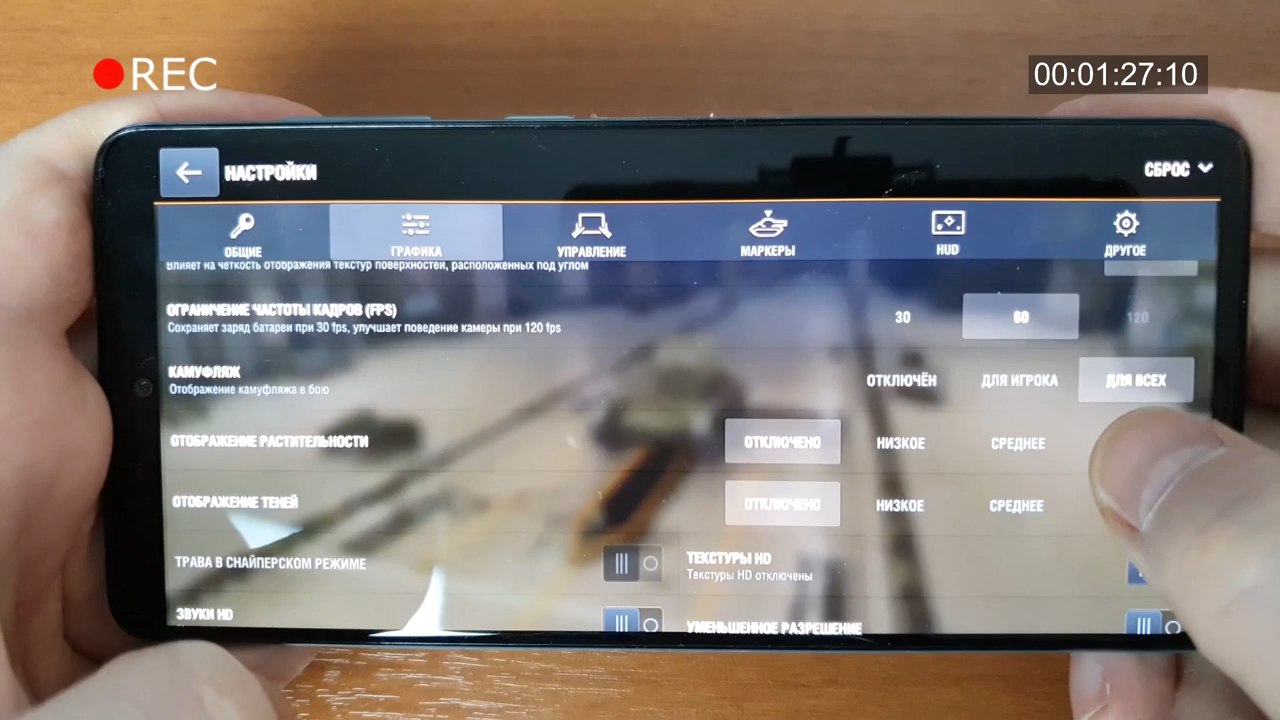 REC
00:01:27:10
НАСТРОЙКИ
СБРОС
ОБЩИЕ
ГРАФИКА
УПРАВЛЕНИЕ
МАРКЕРЫ
HUD
ДРУГОЕ
Влияет на четкость отображения текстур поверхностей, расположенных под углом
ОГРАНИЧЕНИЕ ЧАСТОТЫ КАДРОВ (FPS)
Сохраняет заряд батареи при 30 fps, улучшает поведение камеры при 120 fps
30 60 120
КАМУФЛЯЖ
Отображение камуфляжа в бою
ОТКЛЮЧЁН ДЛЯ ИГРОКА ДЛЯ ВСЕХ
ОТОБРАЖЕНИЕ РАСТИТЕЛЬНОСТИ ОТКЛЮЧЕНО НИЗКОЕ СРЕДНЕЕ
ОТОБРАЖЕНИЕ ТЕНЕЙ ОТКЛЮЧЕНО НИЗКОЕ СРЕДНЕЕ
ТРАВА В СНАЙПЕРСКОМ РЕЖИМЕ
ТЕКСТУРЫ HD
Текстуры HD отключены
ЗВУКИ HD
УМЕНЬШЕННОЕ РАЗРЕШЕНИЕ